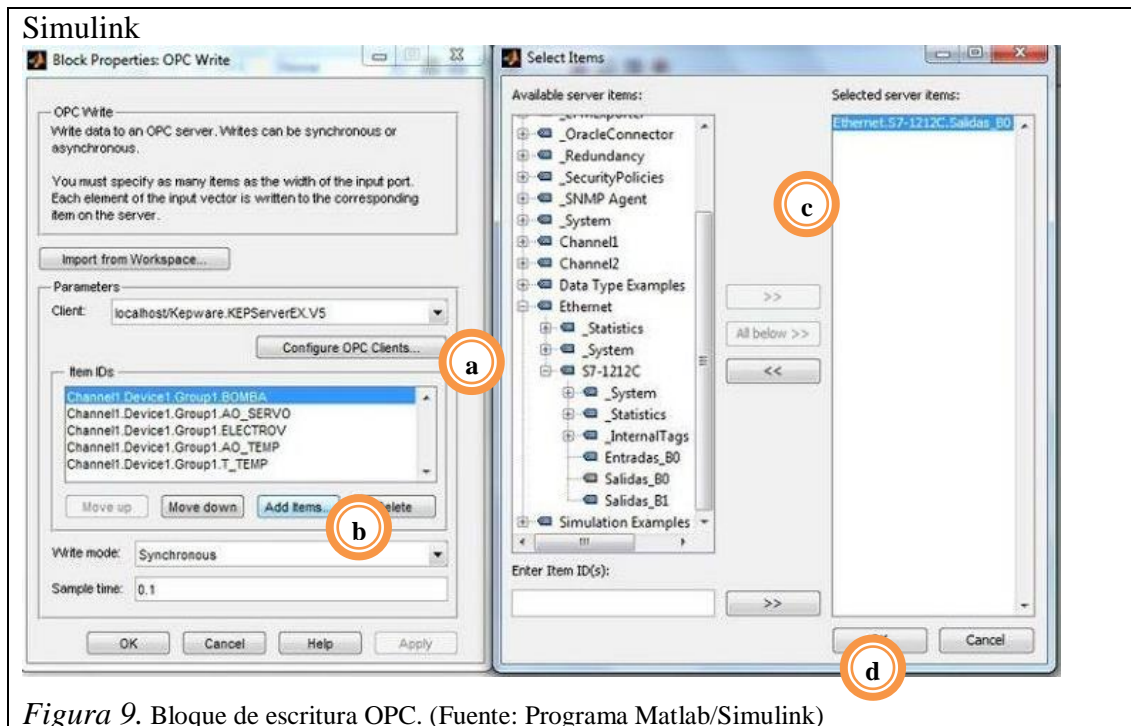 Simulink
Block Properties: OPC Write
OPC Write
Write data to an OPC server. Writes can be synchronous or
asynchronous.
You must specify as many items as the width of the input port.
Each element of the input vector is written to the corresponding
item on the server.
Import from Workspace...
Parameters
Client: localhost/Kepware.KEPServerEX.V5
Configure OPC Clients...
a
Item IDs
Channel1.Device1.Group1.BOMBA
Channel1.Device1.Group1.AO_SERVO
Channel1.Device1.Group1.ELECTROV
Channel1.Device1.Group1.AO_TEMP
Channel1.Device1.Group1.T_TEMP
Move up Move down Add Items...
b
Write mode: Synchronous
Sample time: 0.1
OK Cancel Help Apply
Select Items
Available server items:
_OracleConnector
_Redundancy
_SecurityPolicies
_SNMP Agent
_System
Channel1
Channel2
Data Type Examples
Ethernet
_Statistics
_System
S7-1212C
_System
_Statistics
_InternalTags
Entradas_B0
Salidas_B0
Salidas_B1
Simulation Examples
Enter Item ID(s):
>>
All below >>
<<
>>
Selected server items:
Ethernet.S7-1212C.Salidas_B0
c
Cancel
d
Figura 9. Bloque de escritura OPC. (Fuente: Programa Matlab/Simulink)